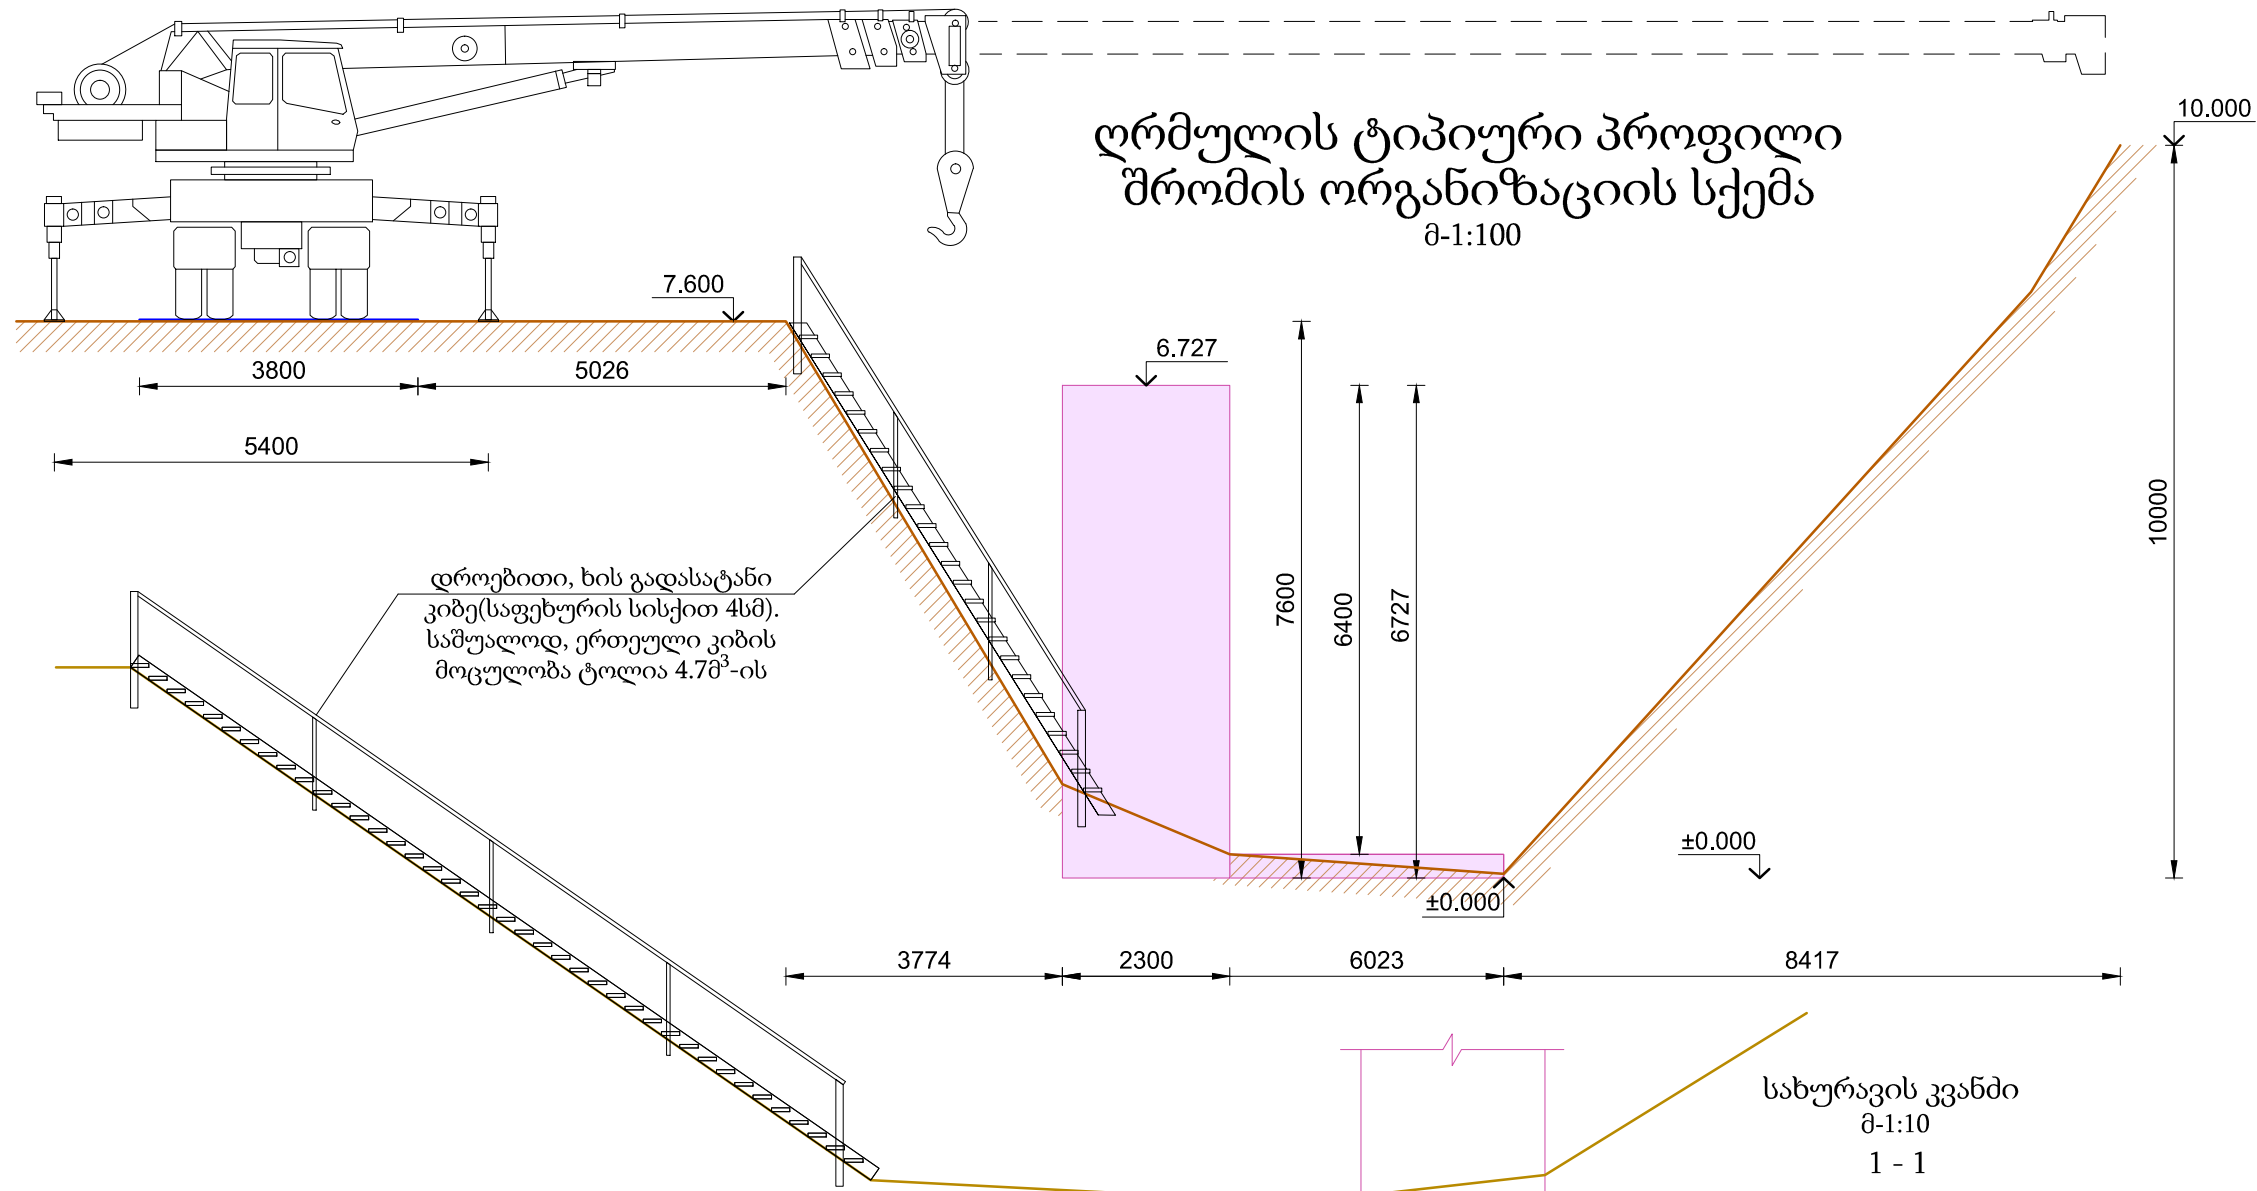 10.000
ღრმულის ტიპიური პროფილი
შრომის ორგანიზაციის სქემა
მ-1:100
7.600
6.727
3800
5026
5400
7600
6400
6727
10000
დროებითი, ხის გადასატანი
კიბე(საფეხურის სისქით 4სმ).
საშუალოდ, ერთეული კიბის
მოცულობა ტოლია 4.7მ³-ის
±0.000
±0.000
3774
2300
6023
8417
სახურავის კვანძი
მ-1:10
1 - 1